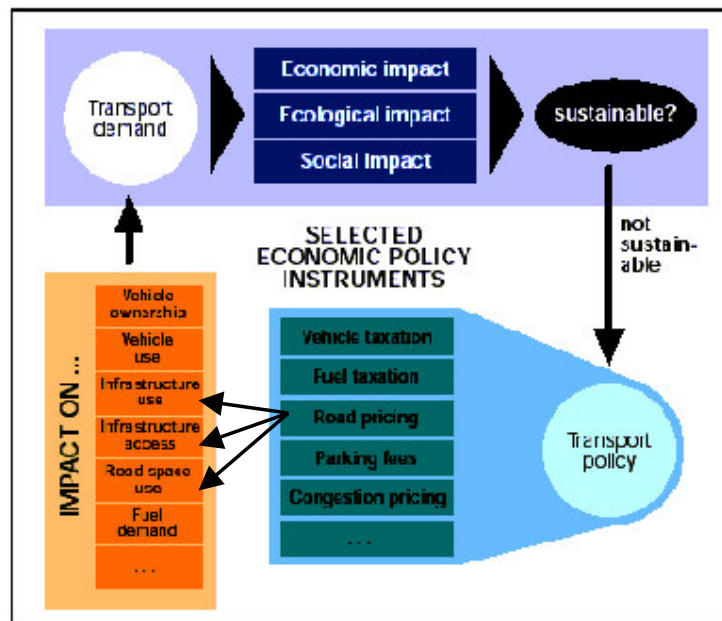 Transport
demand
Economic impact
Ecological impact
Social impact
sustainable?
not
sustain-
able
SELECTED
ECONOMIC POLICY
INSTRUMENTS
IMPACT ON ...
Vehicle
ownership
Vehicle
use
Infrastructure
use
Infrastructure
access
Road space
use
Fuel
demand
...
Vehicle taxation
Fuel taxation
Road pricing
Parking fees
Congestion pricing
...
Transport
policy